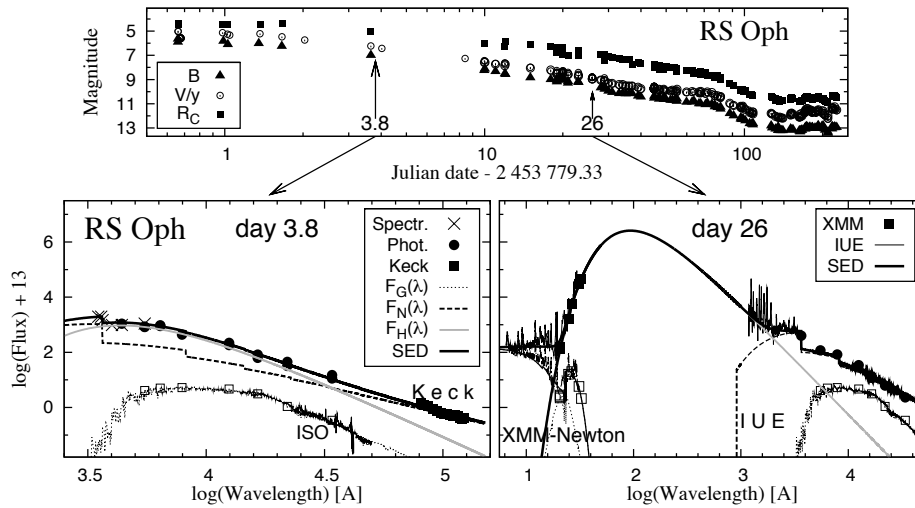 RS Oph
5
7
9
11
13
Magnitude
B
V/y
R_C
3.8
26
1
10
100
Julian date - 2 453 779.33
RS Oph
day 3.8
Spectr.
Phot.
Keck
F_G(λ)
F_N(λ)
F_H(λ)
SED
6
4
2
0
log(Flux) + 13
Keck
ISO
3.5
4
4.5
5
log(Wavelength) [A]
day 26
XMM
IUE
SED
XMM-Newton
IUE
1
2
3
4
log(Wavelength) [A]